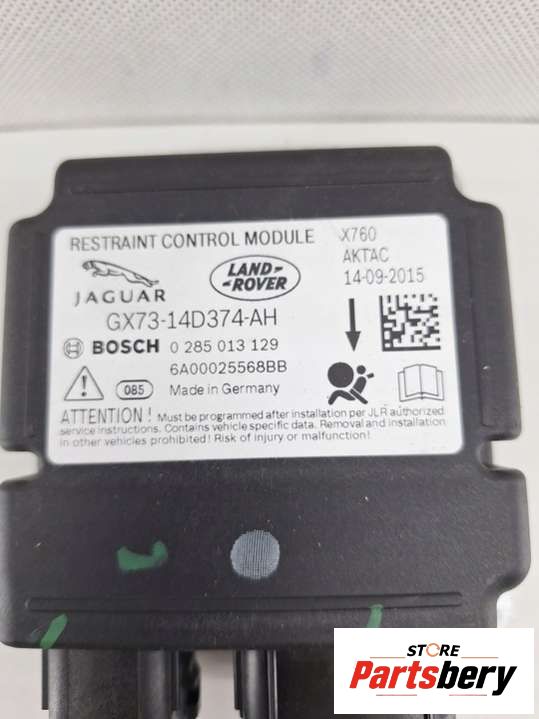 RESTRAINT CONTROL MODULE X760
AKTAC
14-09-2015
JAGUAR
LAND-
-ROVER
GX73-14D374-AH
BOSCH 0 285 013 129
6A00025568BB
085 Made in Germany
ATTENTION ! Must be programmed after installation per JLR authorized
service instructions. Contains vehicle specific data. Removal and installation
in other vehicles prohibited! Risk of injury or malfunction!
STORE
Partsbery